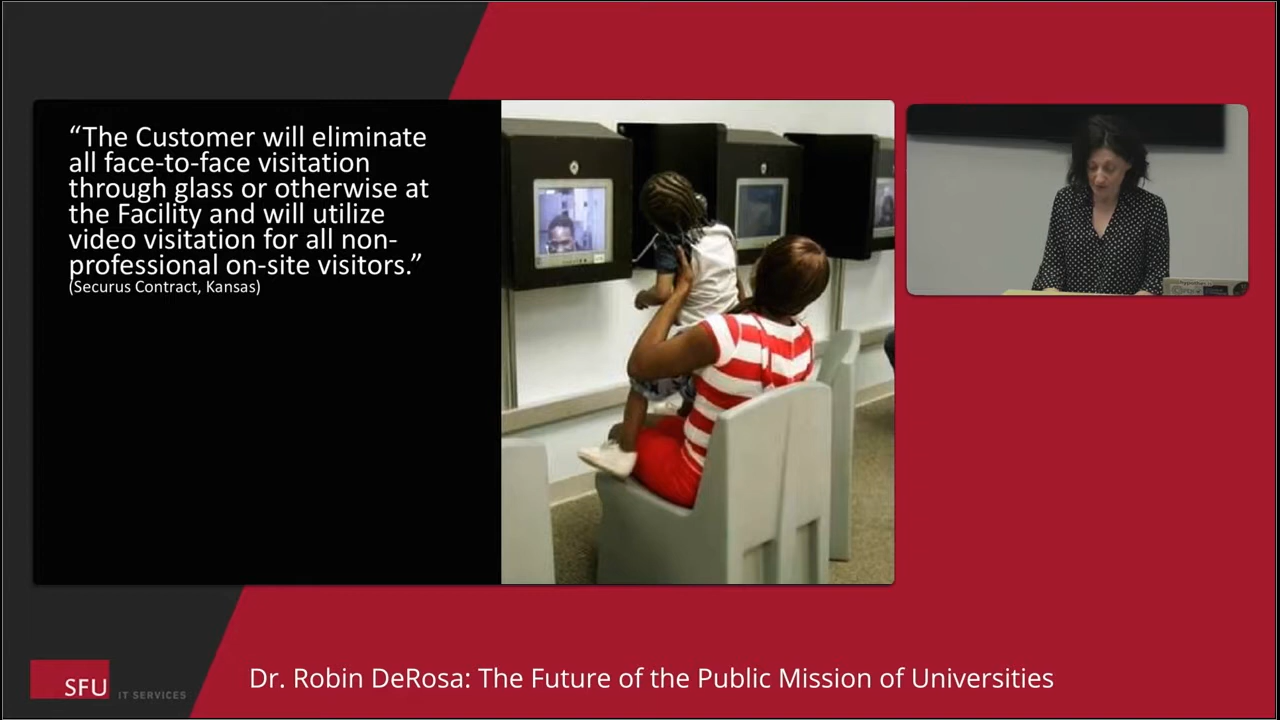 “The Customer will eliminate
all face-to-face visitation
through glass or otherwise at
the Facility and will utilize
video visitation for all non-
professional on-site visitors.”
(Securus Contract, Kansas)
SFU IT SERVICES
Dr. Robin DeRosa: The Future of the Public Mission of Universities